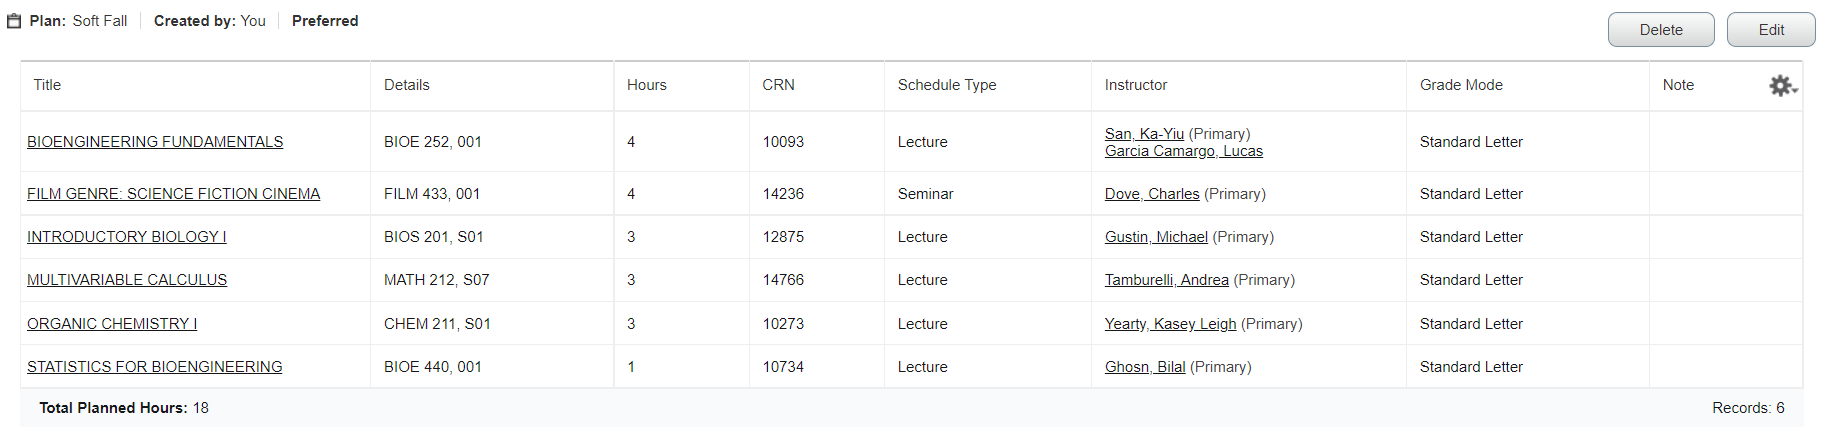 Plan: Soft Fall Created by: You Preferred
Delete Edit
Title Details Hours CRN Schedule Type Instructor Grade Mode Note
BIOENGINEERING FUNDAMENTALS BIOE 252, 001 4 10093 Lecture San, Ka-Yiu (Primary) Standard Letter
Garcia Camargo, Lucas
FILM GENRE: SCIENCE FICTION CINEMA FILM 433, 001 4 14236 Seminar Dove, Charles (Primary) Standard Letter
INTRODUCTORY BIOLOGY I BIOS 201, S01 3 12875 Lecture Gustin, Michael (Primary) Standard Letter
MULTIVARIABLE CALCULUS MATH 212, S07 3 14766 Lecture Tamburelli, Andrea (Primary) Standard Letter
ORGANIC CHEMISTRY I CHEM 211, S01 3 10273 Lecture Yearty, Kasey Leigh (Primary) Standard Letter
STATISTICS FOR BIOENGINEERING BIOE 440, 001 1 10734 Lecture Ghosn, Bilal (Primary) Standard Letter
Total Planned Hours: 18 Records: 6